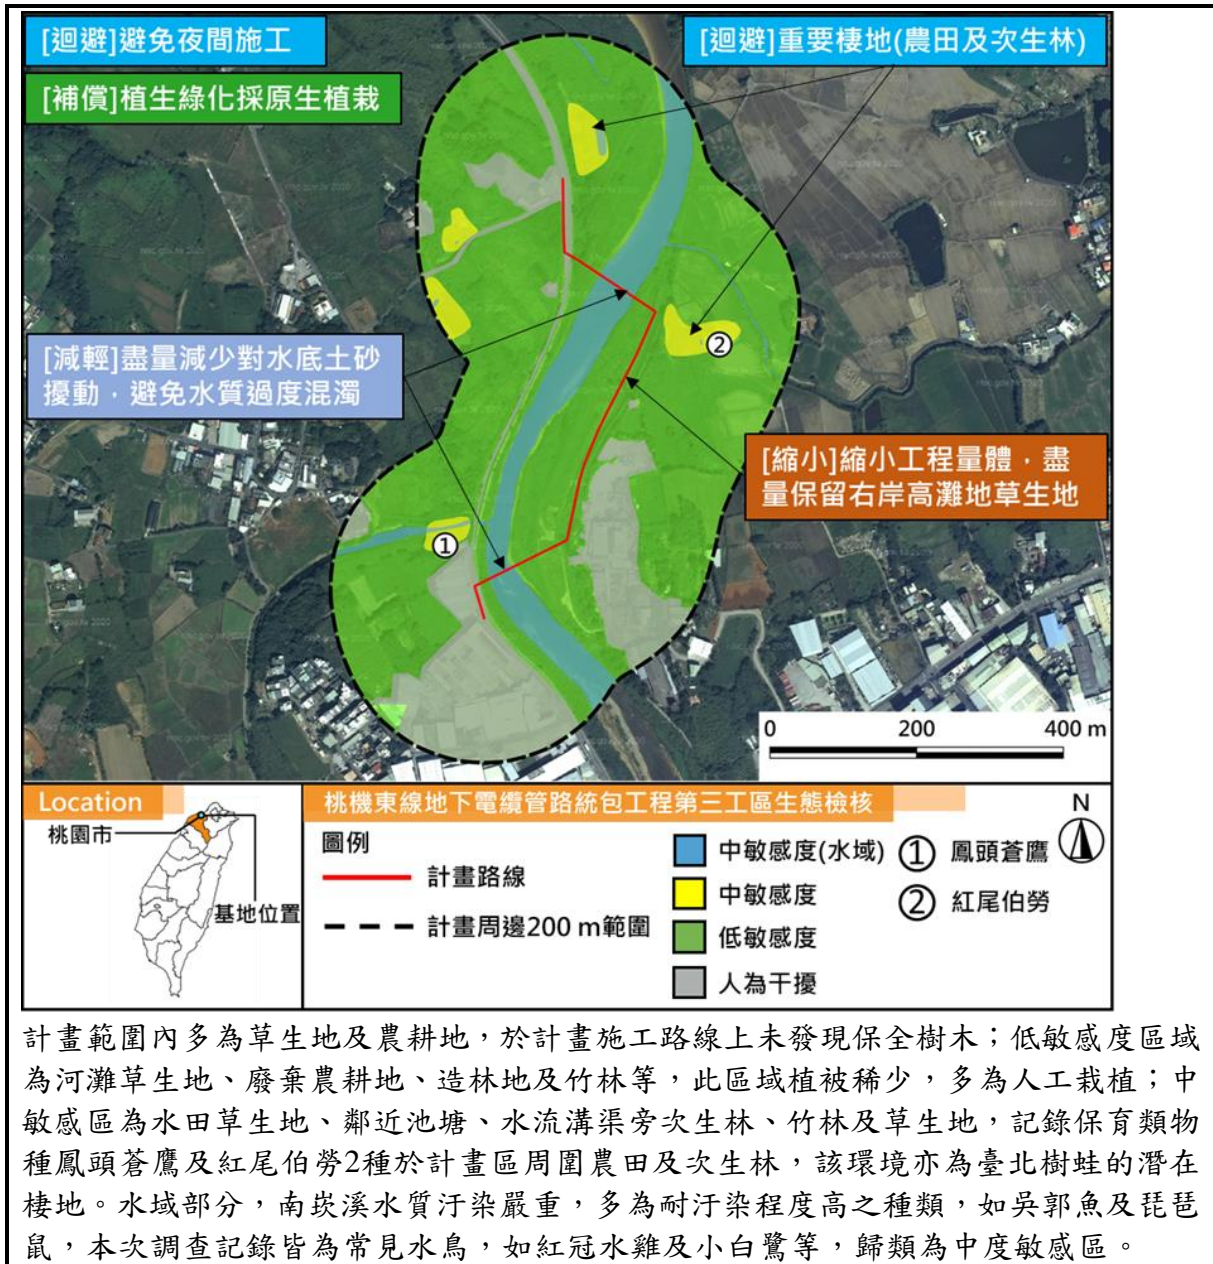 [迴避]避免夜間施工
[迴避]重要棲地(農田及次生林)
[補償]植生綠化採原生植栽
[減輕]盡量減少對水底土砂
擾動，避免水質過度混濁
②
[縮小]縮小工程量體，盡
量保留右岸高灘地草生地
①
0 200 400 m
Location
桃園市
基地位置
桃機東線地下電纜管路統包工程第三工區生態檢核
圖例
計畫路線
計畫周邊200 m範圍
中敏感度(水域)
中敏感度
低敏感度
人為干擾
① 鳳頭蒼鷹
② 紅尾伯勞
N
計畫範圍內多為草生地及農耕地，於計畫施工路線上未發現保全樹木；低敏感度區域
為河灘草生地、廢棄農耕地、造林地及竹林等，此區域植被稀少，多為人工栽植；中
敏感區為水田草生地、鄰近池塘、水流溝渠旁次生林、竹林及草生地，記錄保育類物
種鳳頭蒼鷹及紅尾伯勞2種於計畫區周圍農田及次生林，該環境亦為臺北樹蛙的潛在
棲地。水域部分，南崁溪水質汙染嚴重，多為耐汙染程度高之種類，如吳郭魚及琵琶
鼠，本次調查記錄皆為常見水鳥，如紅冠水雞及小白鷺等，歸類為中度敏感區。